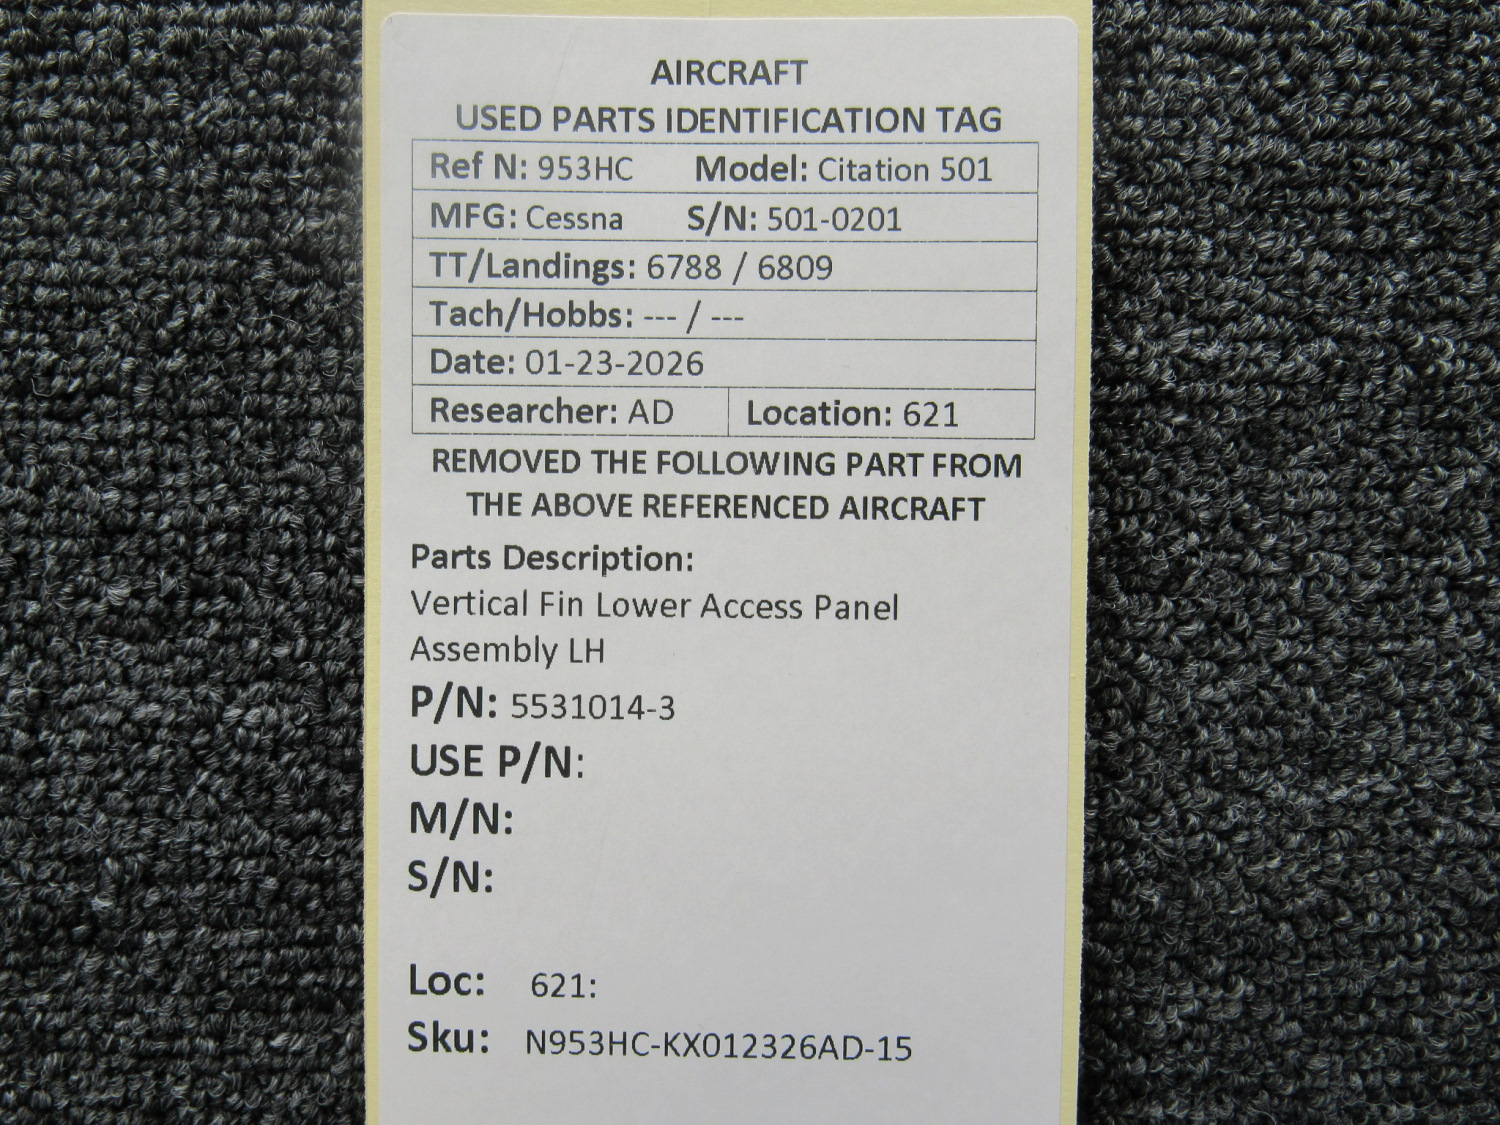 AIRCRAFT
USED PARTS IDENTIFICATION TAG
Ref N: 953HC Model: Citation 501
MFG: Cessna S/N: 501-0201
TT/Landings: 6788 / 6809
Tach/Hobbs: --- / ---
Date: 01-23-2026
Researcher: AD Location: 621
REMOVED THE FOLLOWING PART FROM
THE ABOVE REFERENCED AIRCRAFT
Parts Description:
Vertical Fin Lower Access Panel
Assembly LH
P/N: 5531014-3
USE P/N:
M/N:
S/N:
Loc: 621:
Sku: N953HC-KX012326AD-15